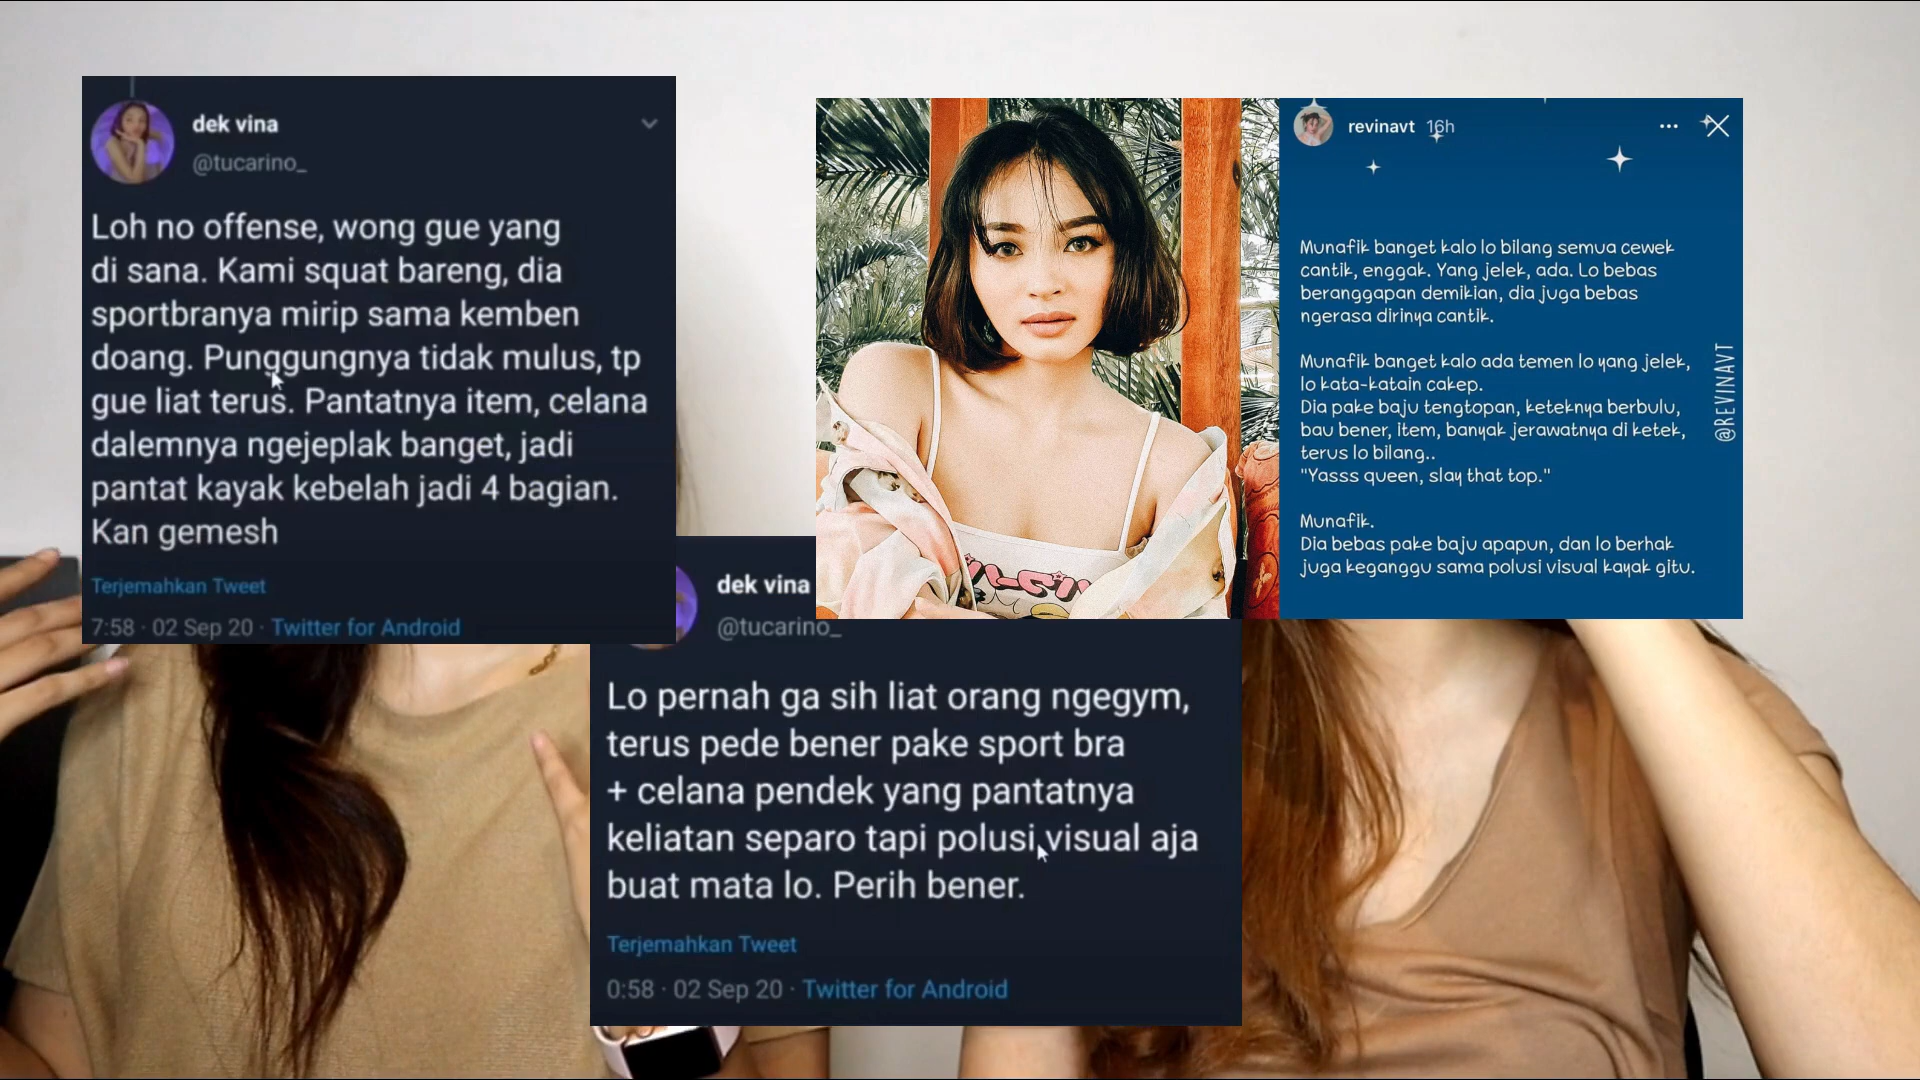 dek vina
@tucarino_
Loh no offense, wong gue yang
di sana. Kami squat bareng, dia
sportbranya mirip sama kemben
doang. Punggungnya tidak mulus, tp
gue liat terus. Pantatnya item, celana
dalemnya ngejeplak banget, jadi
pantat kayak kebelah jadi 4 bagian.
Kan gemesh
Terjemahkan Tweet
7:58 · 02 Sep 20 · Twitter for Android
dek vina
@tucarino_
Lo pernah ga sih liat orang ngegym,
terus pede bener pake sport bra
+ celana pendek yang pantatnya
keliatan separo tapi polusi visual aja
buat mata lo. Perih bener.
Terjemahkan Tweet
0:58 · 02 Sep 20 · Twitter for Android
revinavt 16h
Munafik banget kalo lo bilang semua cewek
cantik, enggak. Yang jelek, ada. Lo bebas
beranggapan demikian, dia juga bebas
ngerasa dirinya cantik.
Munafik banget kalo ada temen lo yang jelek,
lo kata-katain cakep.
Dia pake baju tengtopan, keteknya berbulu,
bau bener, item, banyak jerawatnya di ketek,
terus lo bilang..
"Yasss queen, slay that top."
Munafik.
Dia bebas pake baju apapun, dan lo berhak
juga keganggu sama polusi visual kayak gitu.
@REVINAVT